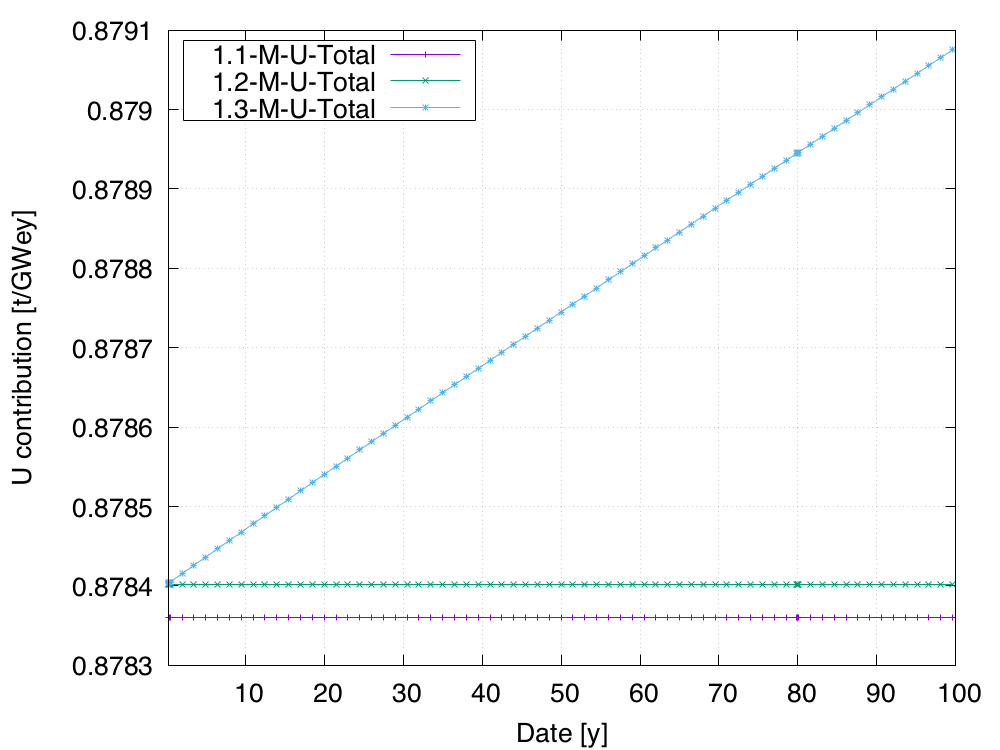 0.8791
0.879
0.8789
0.8788
0.8787
0.8786
0.8785
0.8784
0.8783
U contribution [t/GWey]
1.1-M-U-Total
1.2-M-U-Total
1.3-M-U-Total
10 20 30 40 50 60 70 80 90 100
Date [y]